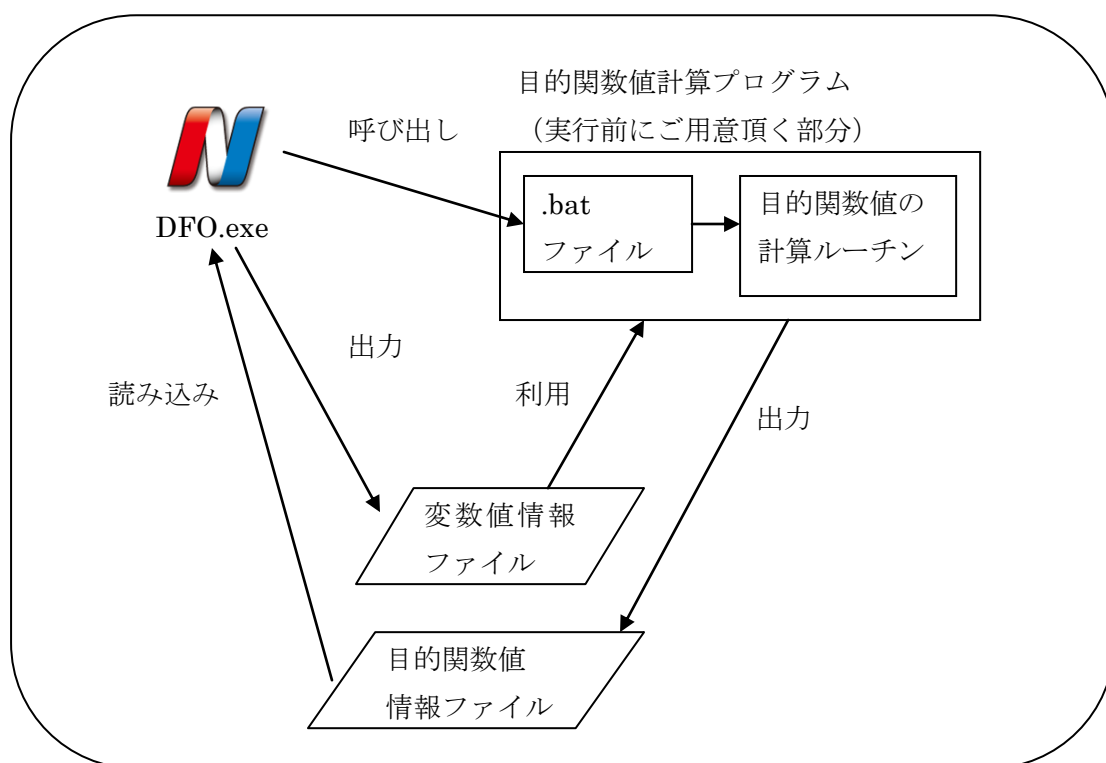 目的関数値計算プログラム
（実行前にご用意頂く部分）
呼び出し
DFO.exe
.bat
ファイル
目的関数値の
計算ルーチン
出力
読み込み
利用
出力
変数値情報
ファイル
目的関数値
情報ファイル